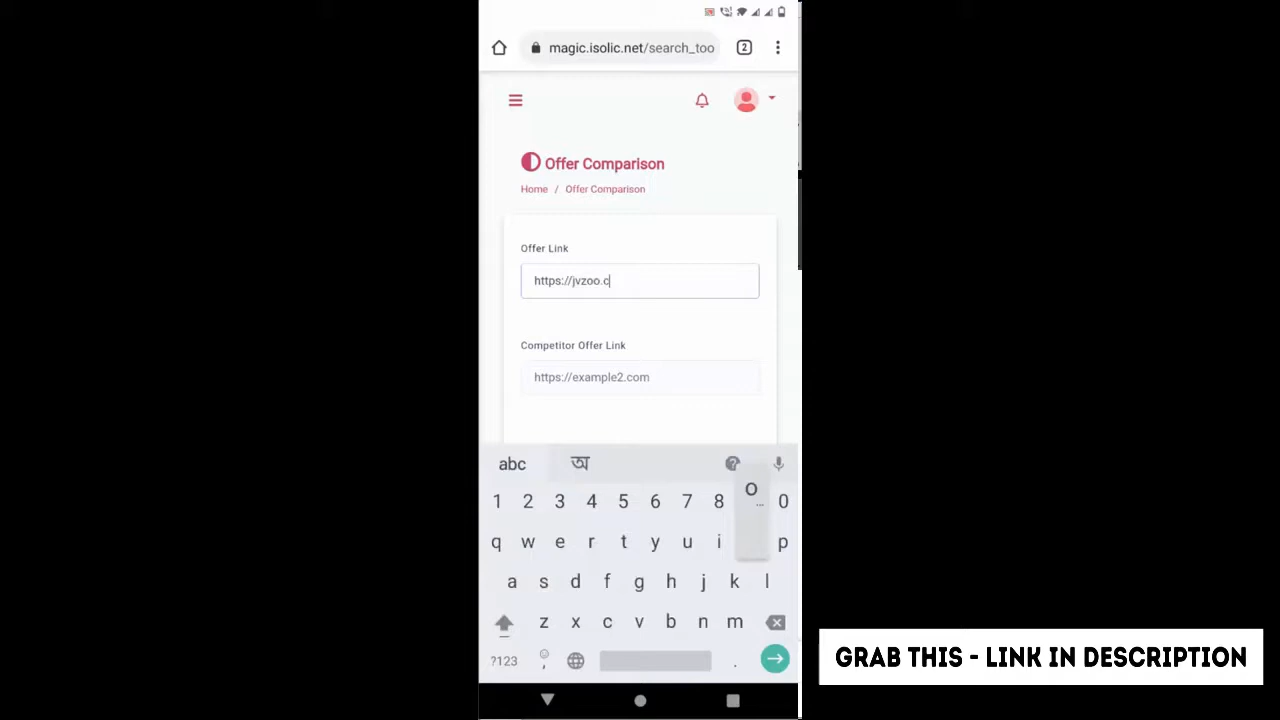 magic.isolic.net/search_too
2
Offer Comparison
Home / Offer Comparison
Offer Link
https://jvzoo.c
Competitor Offer Link
https://example2.com
abc অ
1 2 3 4 5 6 7 8 o 0
q w e r t y u i p
a s d f g h j k l
z x c v b n m
?123 , .
GRAB THIS - LINK IN DESCRIPTION